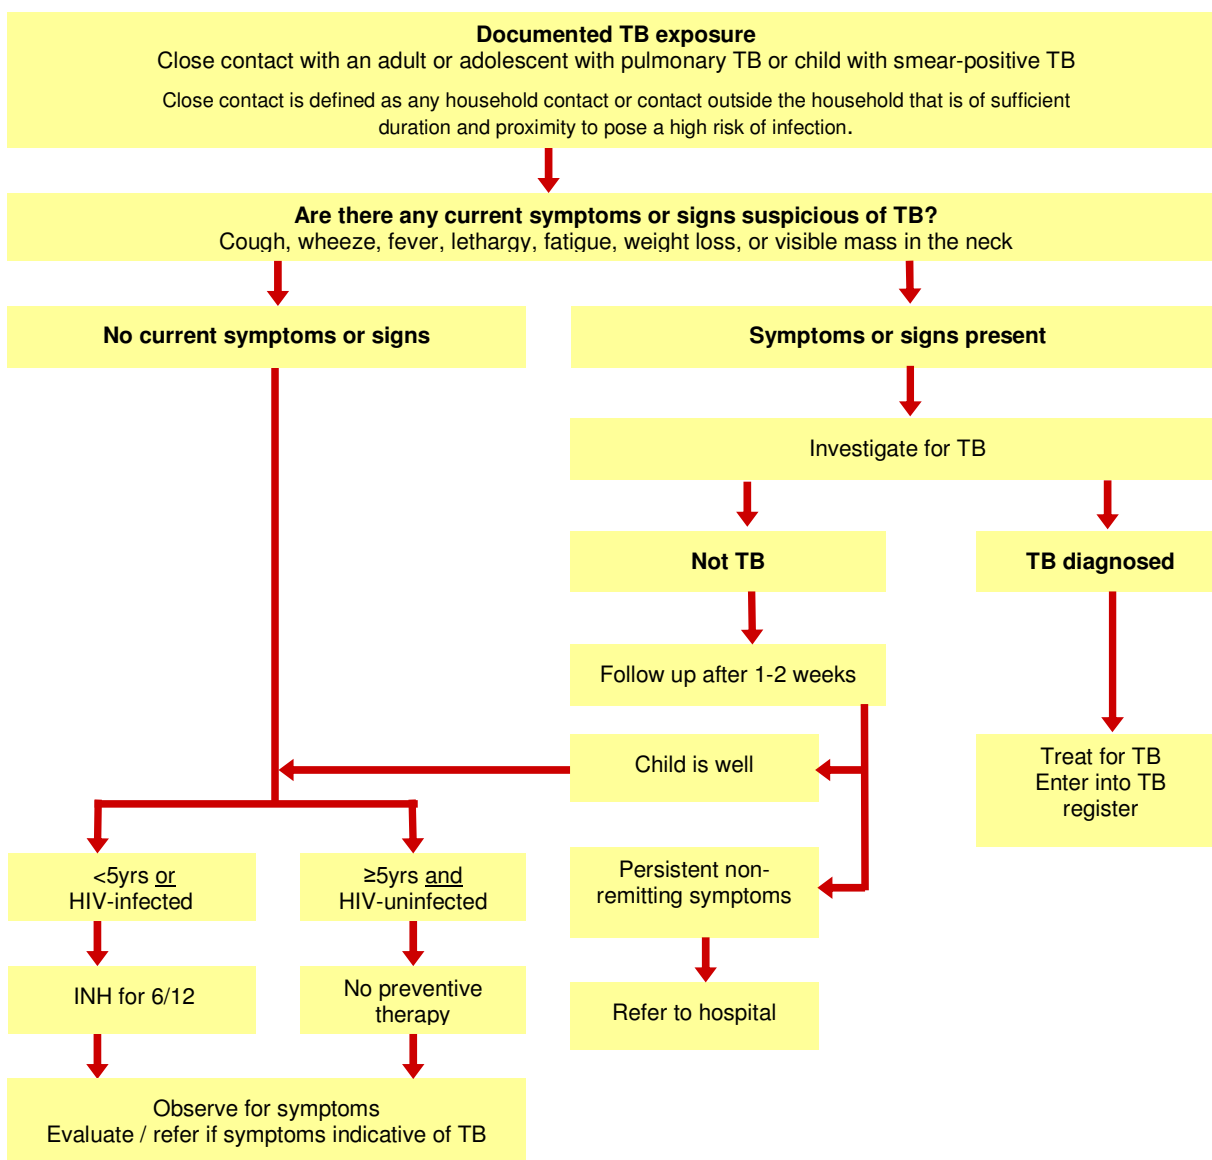 Documented TB exposure
Close contact with an adult or adolescent with pulmonary TB or child with smear-positive TB
Close contact is defined as any household contact or contact outside the household that is of sufficient
duration and proximity to pose a high risk of infection.
Are there any current symptoms or signs suspicious of TB?
Cough, wheeze, fever, lethargy, fatigue, weight loss, or visible mass in the neck
No current symptoms or signs
Symptoms or signs present
Investigate for TB
Not TB
TB diagnosed
Follow up after 1-2 weeks
Child is well
Treat for TB
Enter into TB
register
<5yrs or
HIV-infected
≥5yrs and
HIV-uninfected
Persistent non-
remitting symptoms
INH for 6/12
No preventive
therapy
Refer to hospital
Observe for symptoms
Evaluate / refer if symptoms indicative of TB